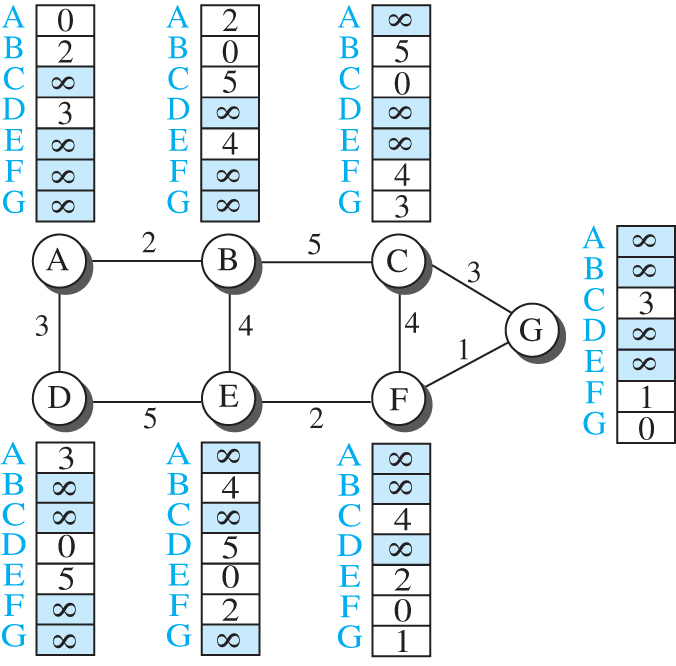 A 0
B 2
C ∞
D 3
E ∞
F ∞
G ∞
A 2
B 0
C 5
D ∞
E 4
F ∞
G ∞
A ∞
B 5
C 0
D ∞
E ∞
F 4
G 3
A 2 B 5 C
3
3 4 4
G
1
D 5 E 2 F
A ∞
B ∞
C 3
D ∞
E ∞
F 1
G 0
A 3
B ∞
C ∞
D 0
E 5
F ∞
G ∞
A ∞
B 4
C ∞
D 5
E 0
F 2
G ∞
A ∞
B ∞
C 4
D ∞
E 2
F 0
G 1